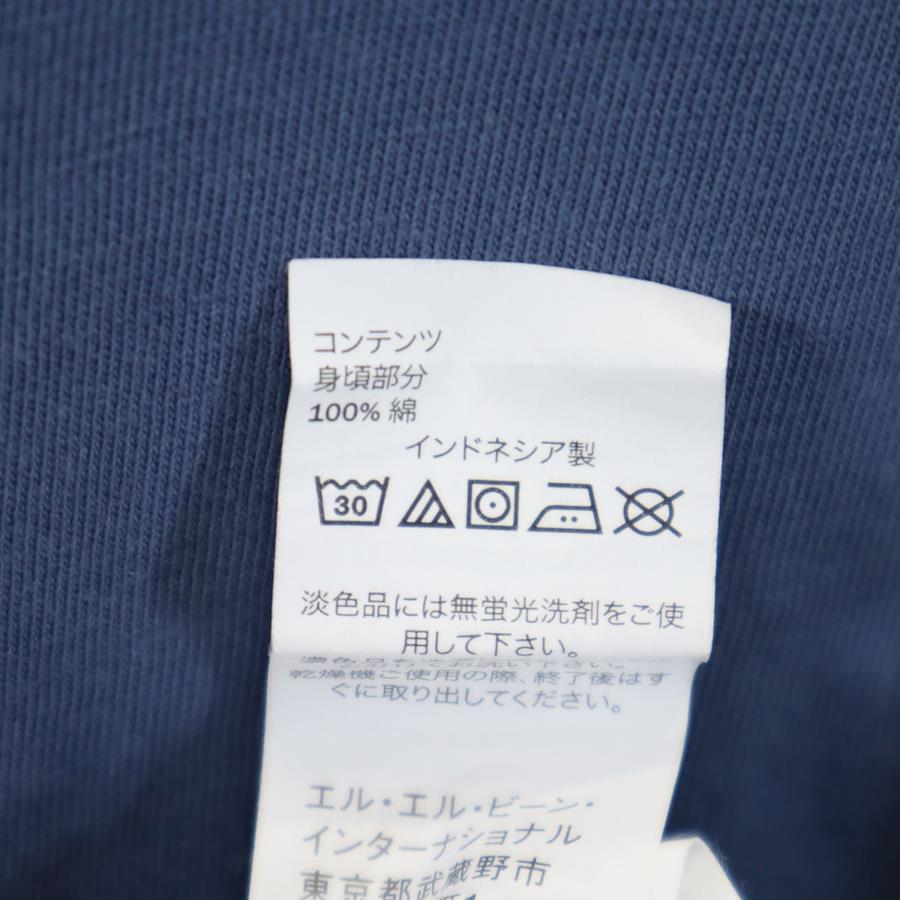 コンテンツ
身頃部分
100% 綿
インドネシア製
30
淡色品には無蛍光洗剤をご使
用して下さい。
乾燥機ご使用の際、終了後はす
ぐに取り出してください。
エル・エル・ビーン・
インターナショナル
東京都武蔵野市